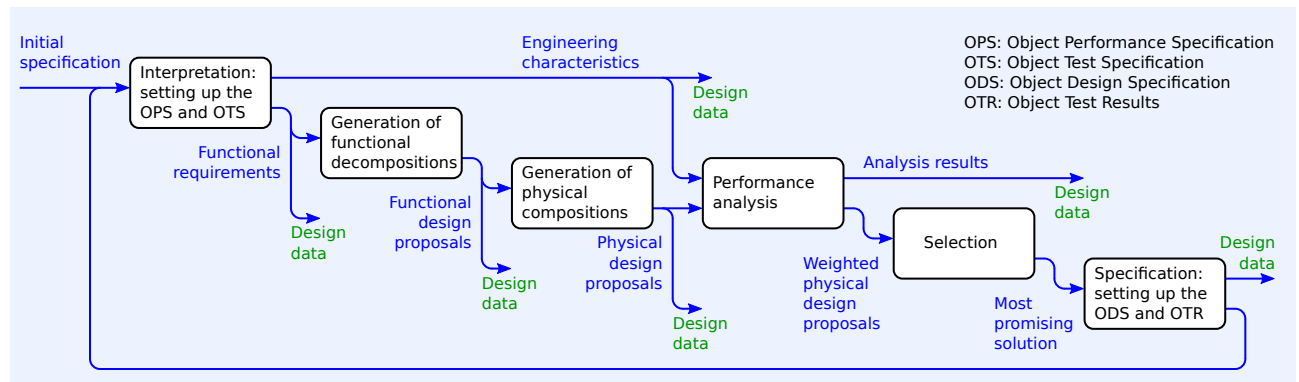 Initial
specification
Interpretation:
setting up the
OPS and OTS
Engineering
characteristics
Design
data
OPS: Object Performance Specification
OTS: Object Test Specification
ODS: Object Design Specification
OTR: Object Test Results
Functional
requirements
Design
data
Generation of
functional
decompositions
Functional
design
proposals
Design
data
Generation of
physical
compositions
Physical
design
proposals
Design
data
Performance
analysis
Analysis results
Design
data
Weighted
physical
design
proposals
Selection
Most
promising
solution
Specification:
setting up the
ODS and OTR
Design
data